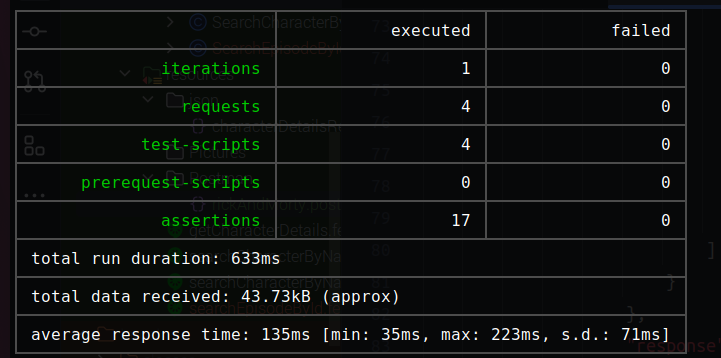 executed failed
iterations 1 0
requests 4 0
test-scripts 4 0
prerequest-scripts 0 0
assertions 17 0
total run duration: 633ms
total data received: 43.73kB (approx)
average response time: 135ms [min: 35ms, max: 223ms, s.d.: 71ms]